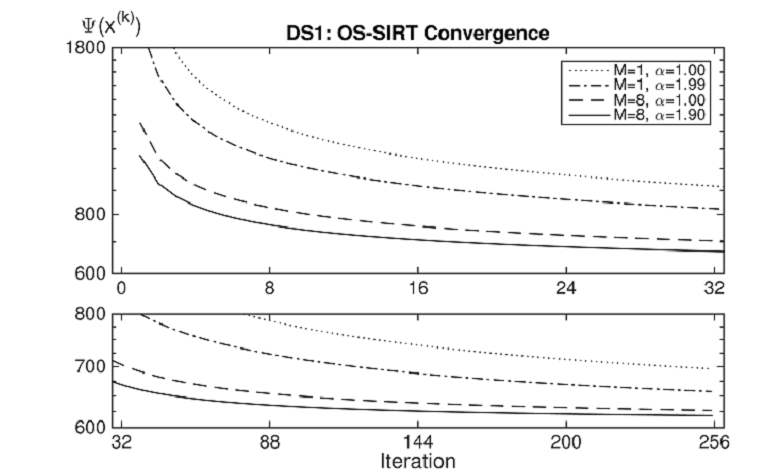 Ψ(x^(k))
DS1: OS-SIRT Convergence
1800
M=1, α=1.00
M=1, α=1.99
M=8, α=1.00
M=8, α=1.90
800
600
0 8 16 24 32
800
700
600
32 88 144 200 256
Iteration